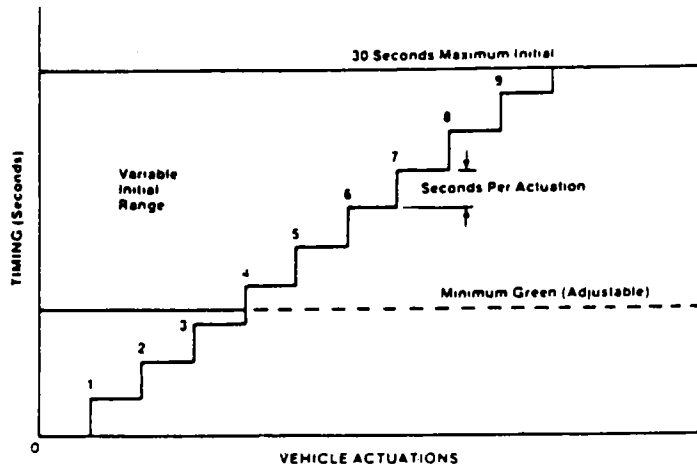 30 Seconds Maximum Initial
9
8
7
Variable
Initial
Range
Seconds Per Actuation
6
5
4
Minimum Green (Adjustable)
3
2
1
TIMING (Seconds)
0
VEHICLE ACTUATIONS